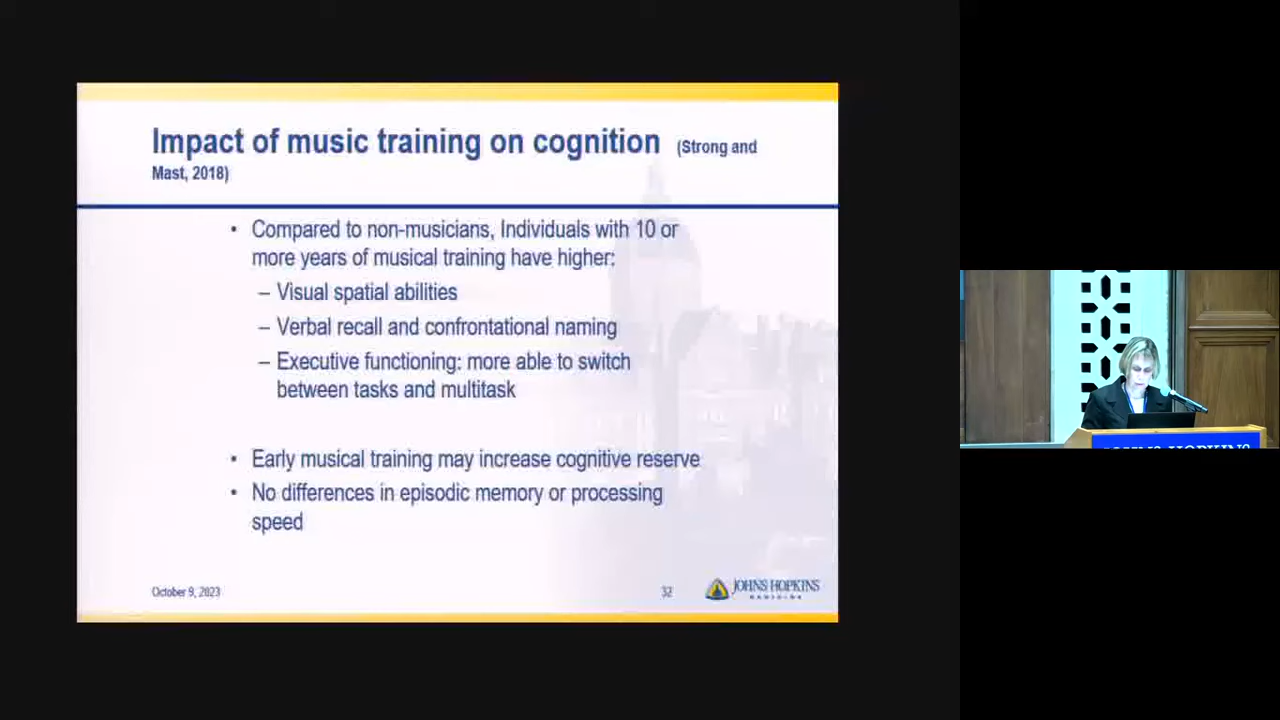 Impact of music training on cognition (Strong and
Mast, 2018)
• Compared to non-musicians, Individuals with 10 or
more years of musical training have higher:
– Visual spatial abilities
– Verbal recall and confrontational naming
– Executive functioning: more able to switch
between tasks and multitask
• Early musical training may increase cognitive reserve
• No differences in episodic memory or processing
speed
October 9, 2023
32
JOHNS HOPKINS
MEDICINE
JOHNS HOPKINS